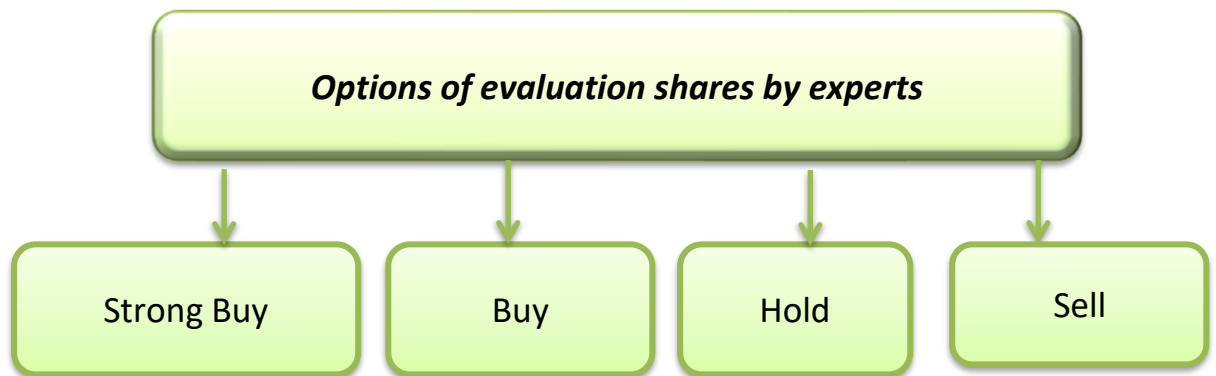 Options of evaluation shares by experts
Strong Buy
Buy
Hold
Sell